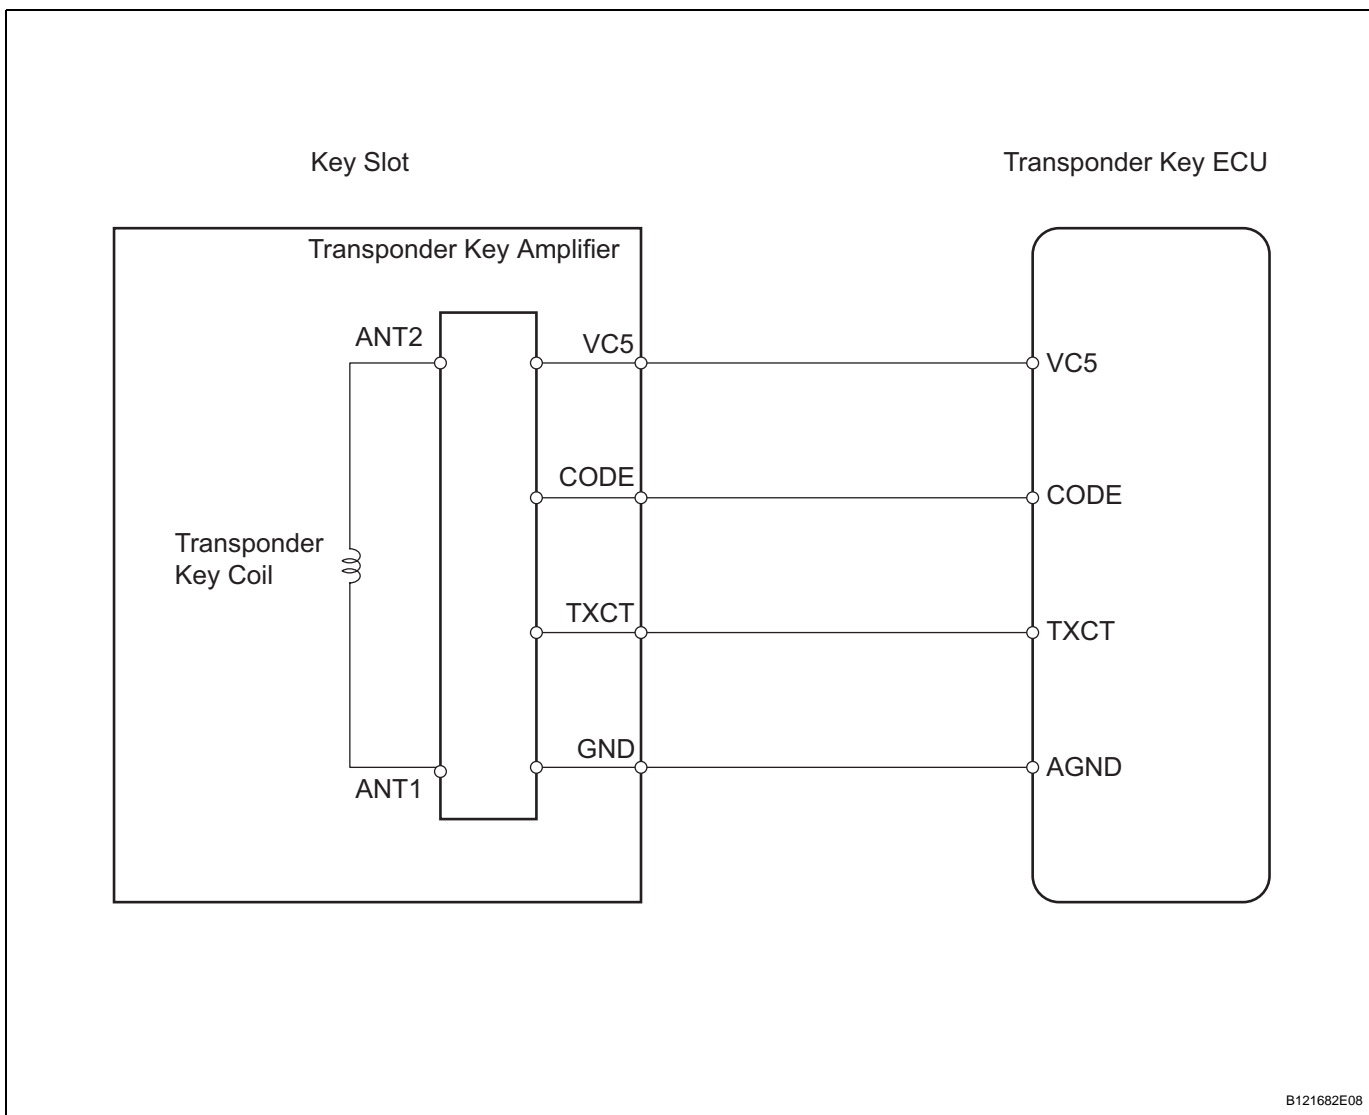 Key Slot
Transponder Key ECU
Transponder Key Amplifier
ANT2
VC5
VC5
CODE
CODE
Transponder
Key Coil
TXCT
TXCT
GND
AGND
ANT1
B121682E08